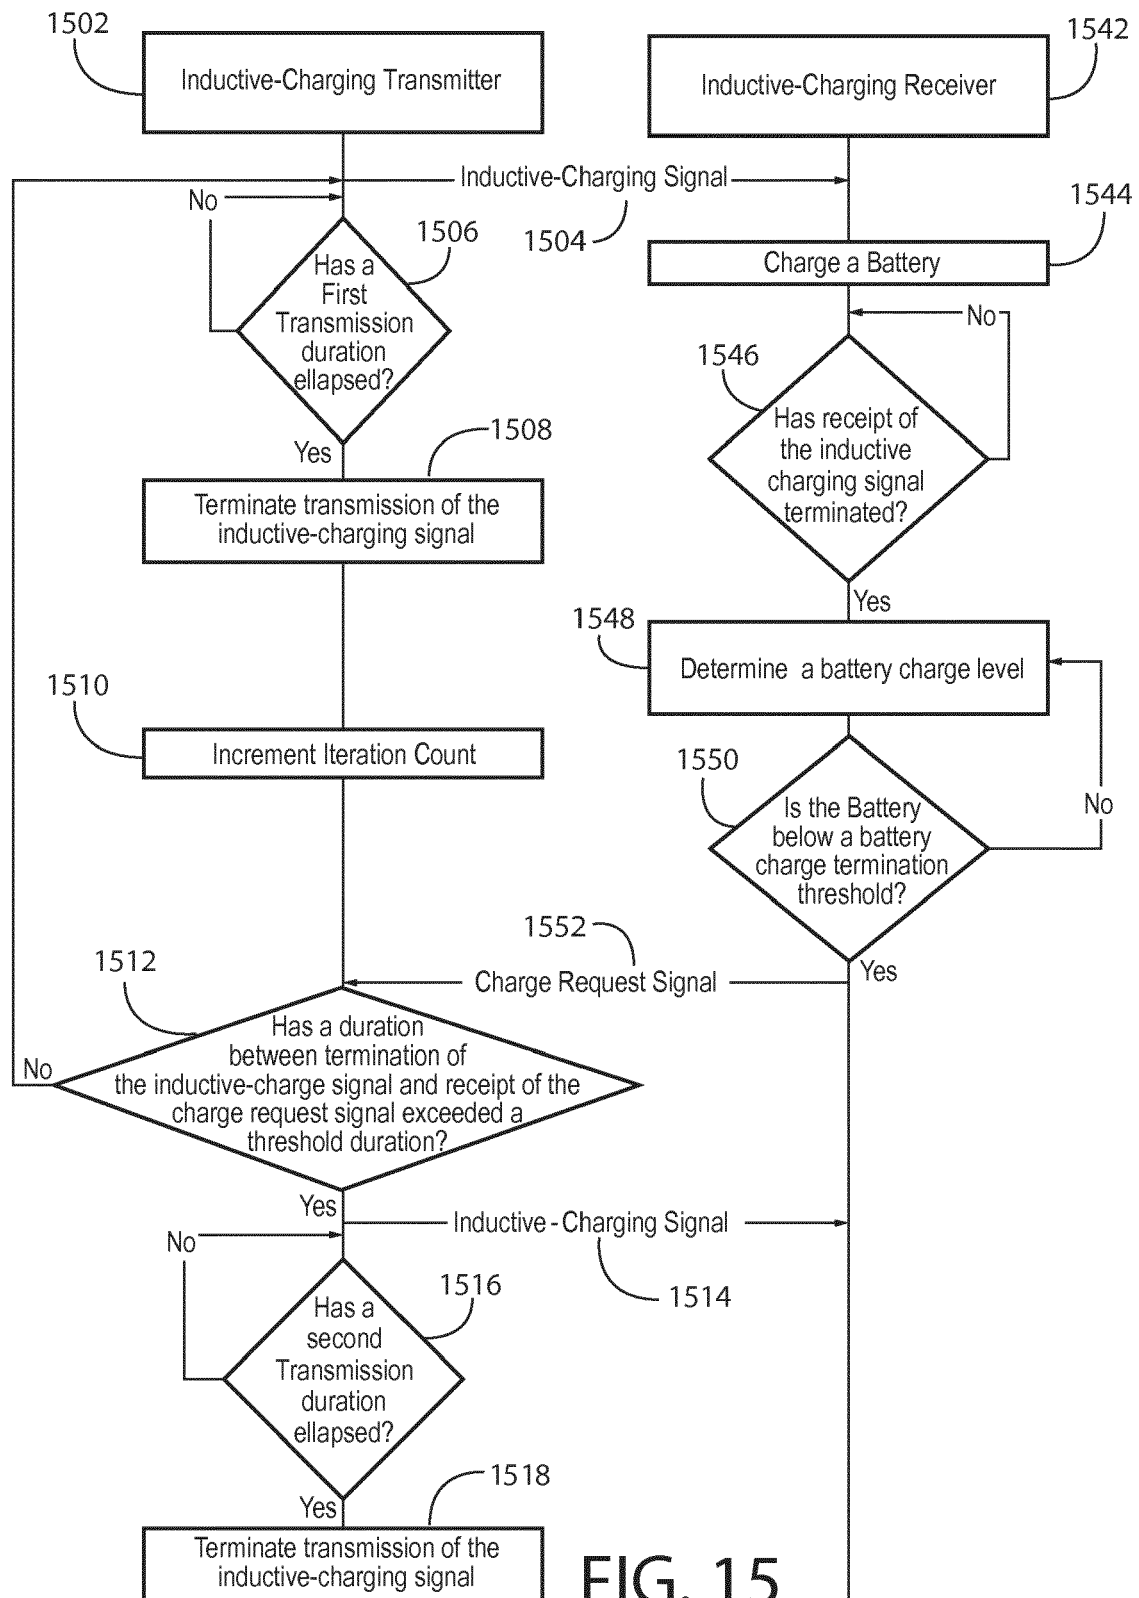 1502
Inductive-Charging Transmitter
1542
Inductive-Charging Receiver
Inductive-Charging Signal
1504
No
1506
Has a
First
Transmission
duration
ellapsed?
Yes
1544
Charge a Battery
No
1546
Has receipt of
the inductive
charging signal
terminated?
Yes
1508
Terminate transmission of the
inductive-charging signal
1548
Determine a battery charge level
1510
Increment Iteration Count
1550
Is the Battery
below a battery
charge termination
threshold?
No
Yes
1552
Charge Request Signal
1512
Has a duration
between termination of
the inductive-charge signal and receipt of the
charge request signal exceeded a
threshold duration?
No
Yes
Inductive - Charging Signal
1514
No
1516
Has a
second
Transmission
duration
ellapsed?
Yes
1518
Terminate transmission of the
inductive-charging signal
FIG. 15